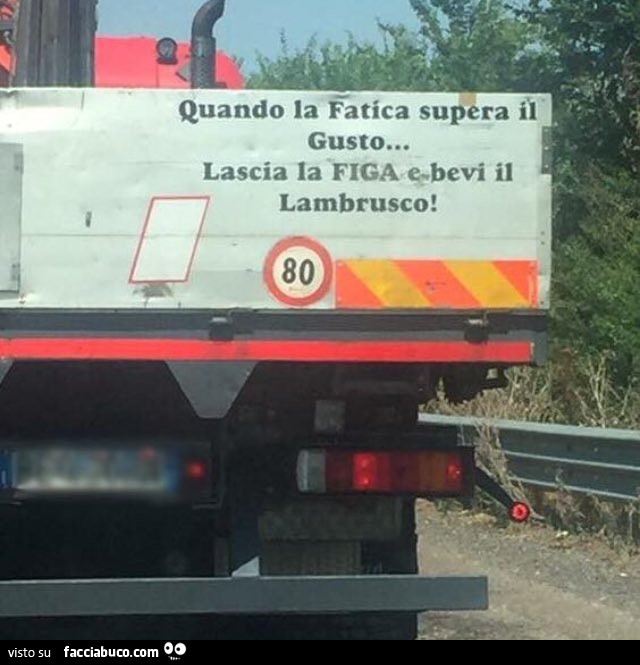 Quando la Fatica supera il
Gusto...
Lascia la FIGA e bevi il
Lambrusco!
80
visto su facciabuco.com